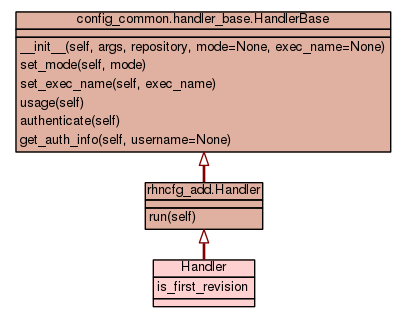 config_common.handler_base.HandlerBase
__init__(self, args, repository, mode=None, exec_name=None)
set_mode(self, mode)
set_exec_name(self, exec_name)
usage(self)
authenticate(self)
get_auth_info(self, username=None)
rhncfg_add.Handler
run(self)
Handler
is_first_revision